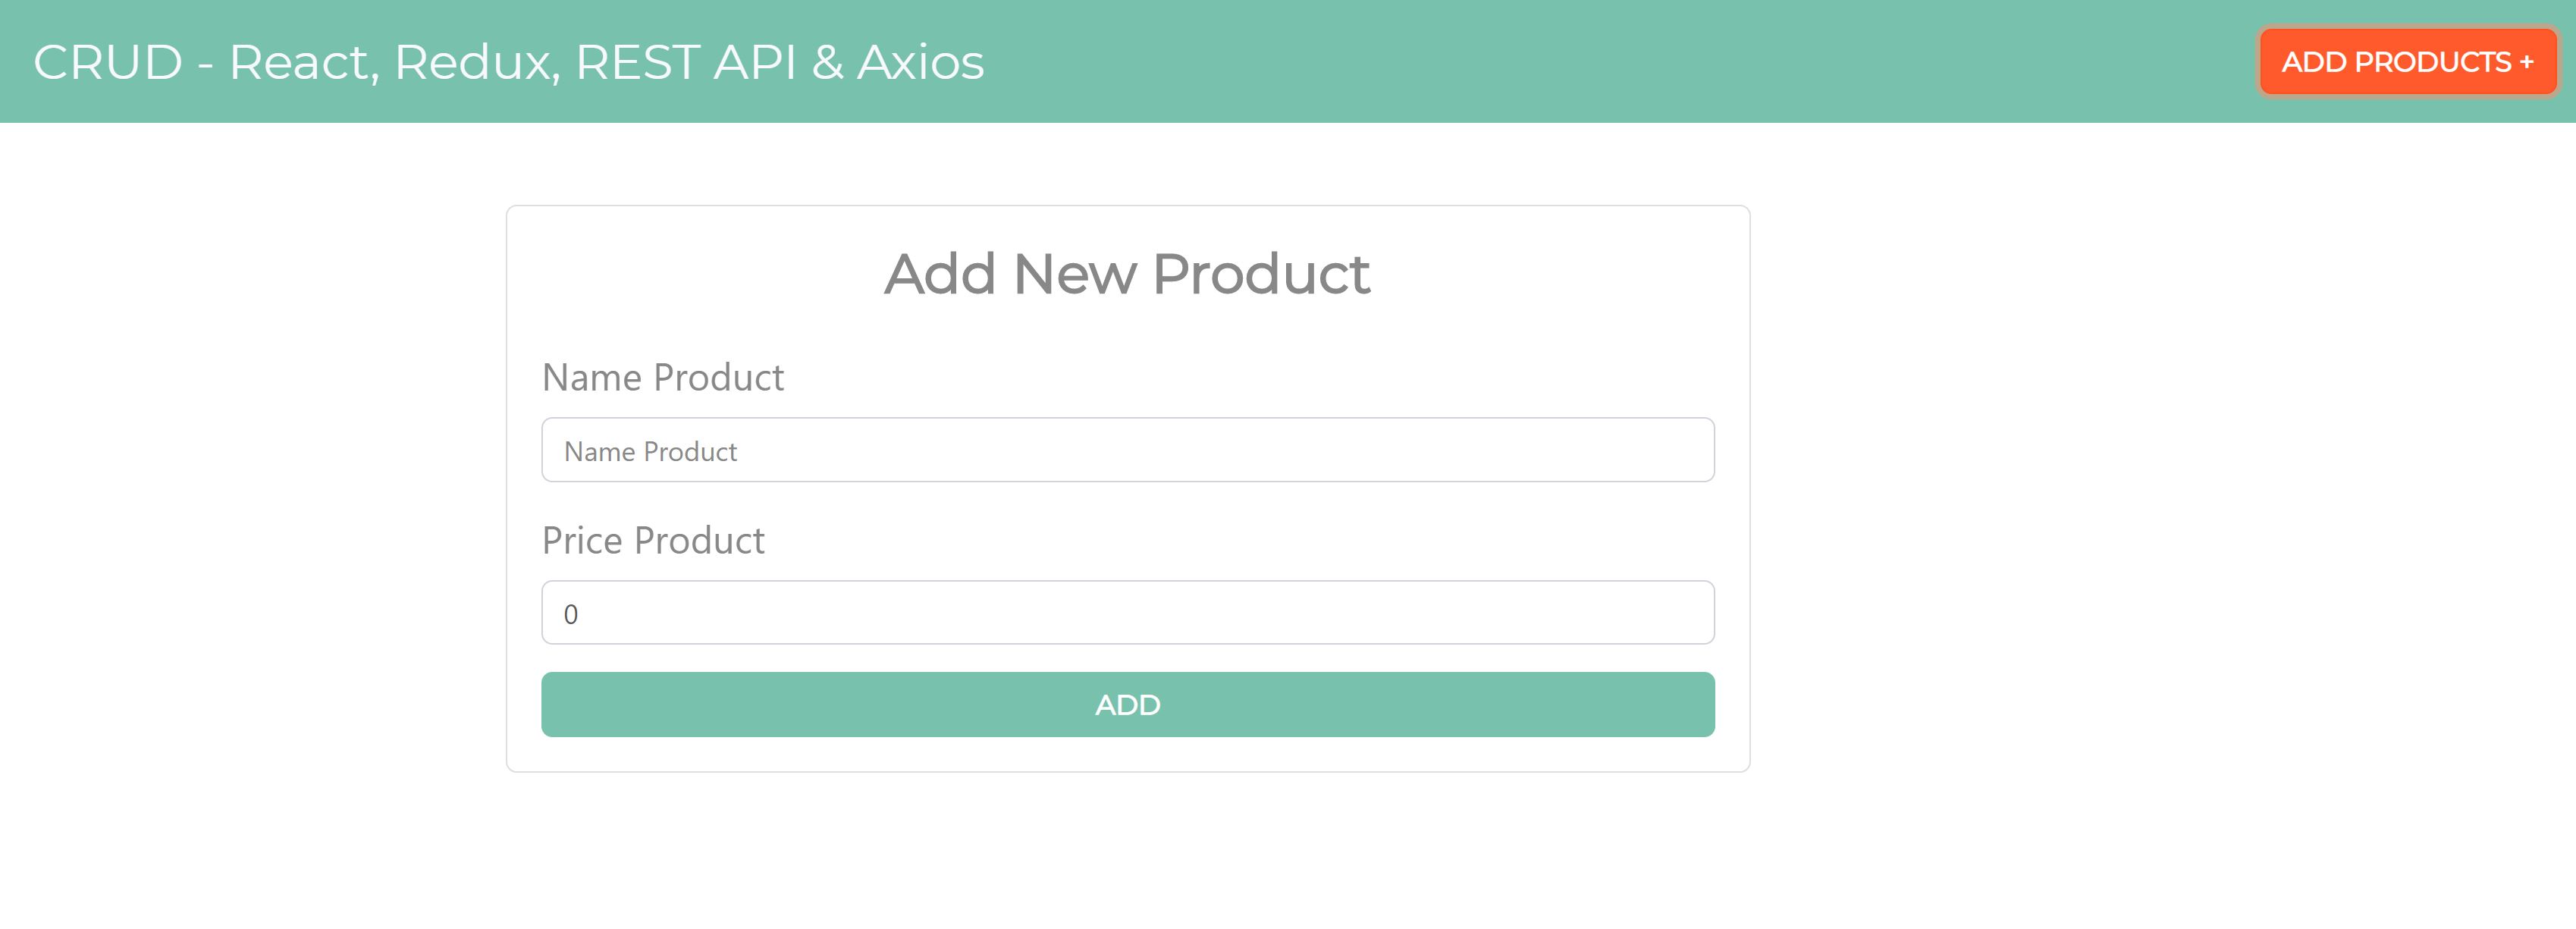 CRUD - React, Redux, REST API & Axios
ADD PRODUCTS +
Add New Product
Name Product
Name Product
Price Product
0
ADD